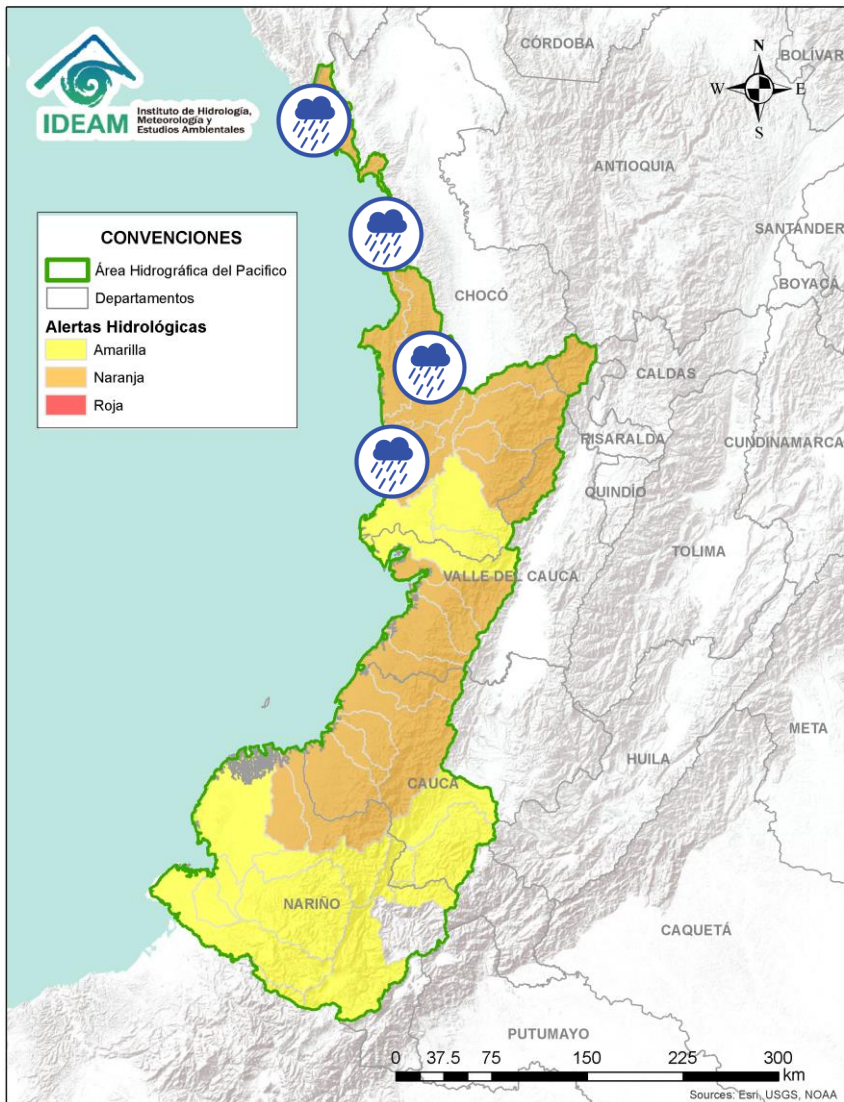 IDEAM
Instituto de Hidrología,
Meteorología y
Estudios Ambientales
CÓRDOBA
BOLÍVAR
N
W E
S
ANTIOQUIA
CONVENCIONES
Área Hidrográfica del Pacifico
Departamentos
Alertas Hidrológicas
Amarilla
Naranja
Roja
SANTANDER
BOYACÁ
CHOCÓ
CALDAS
RISARALDA
CUNDINAMARCA
QUINDÍO
TOLIMA
VALLE DEL CAUCA
META
HUILA
CAUCA
NARIÑO
CAQUETÁ
PUTUMAYO
0 37.5 75 150 225 300
km
Sources: Esri, USGS, NOAA